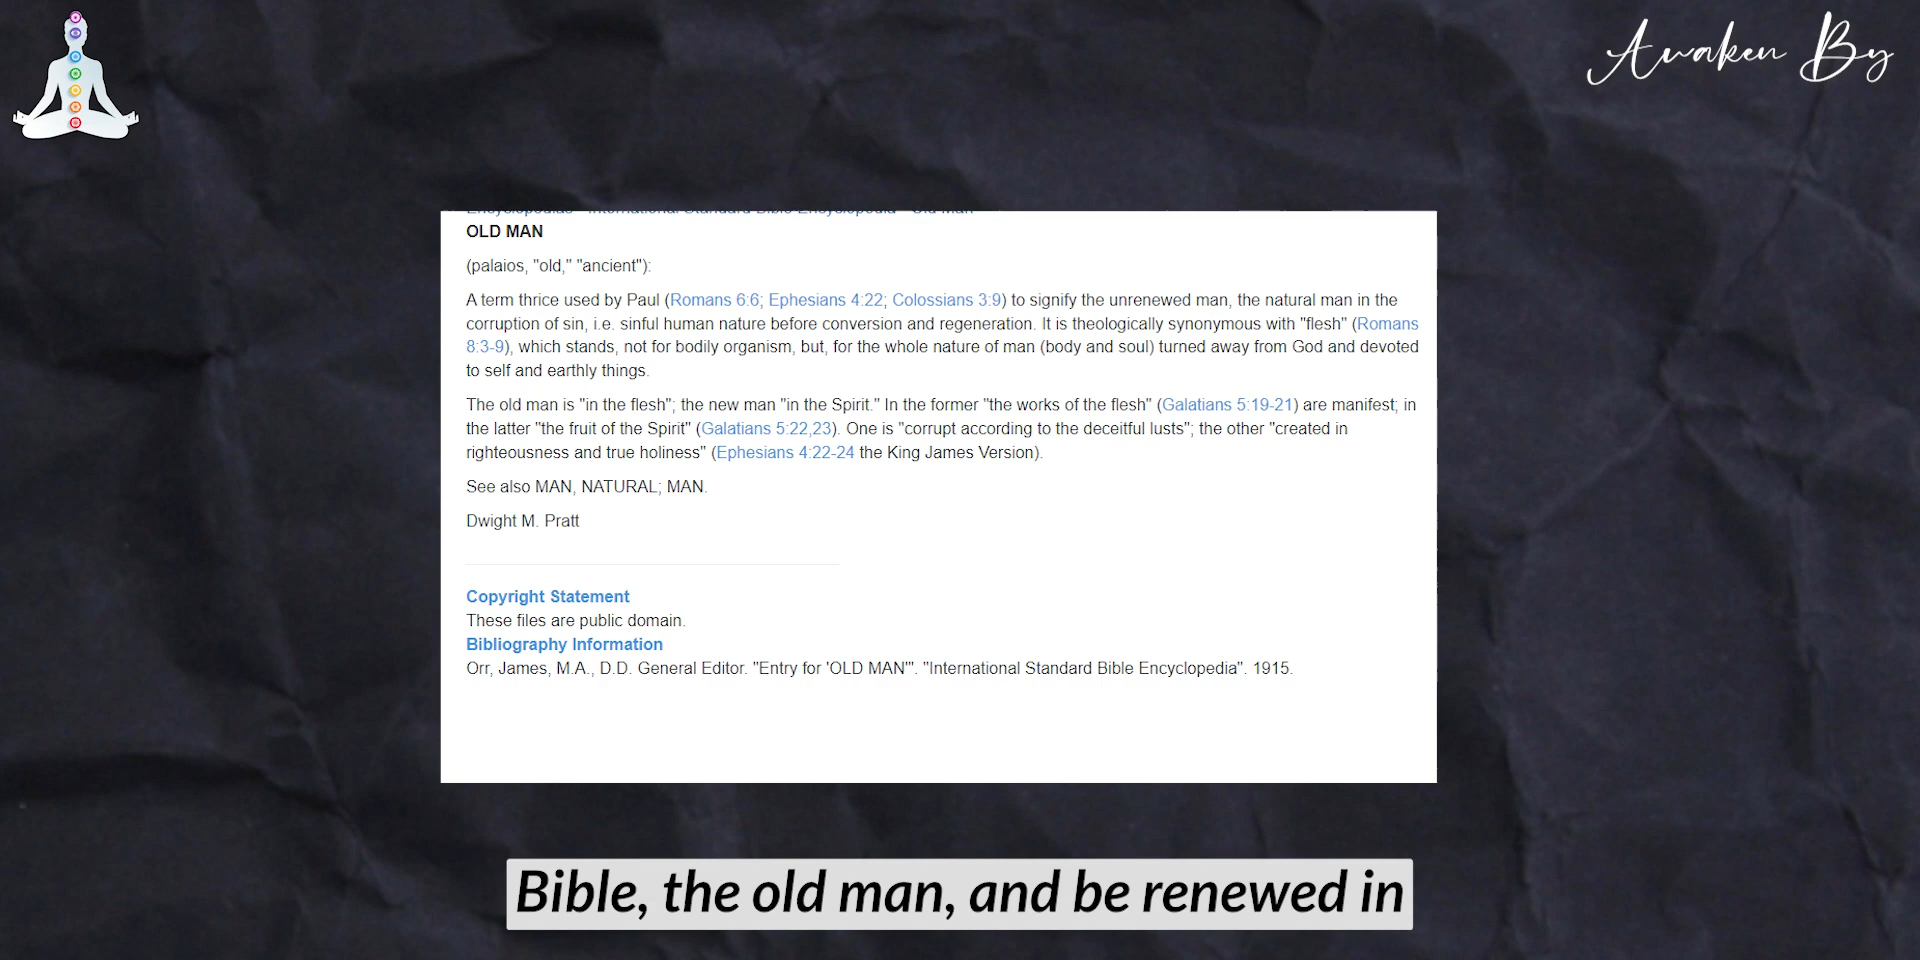 Awaken By
Encyclopedias - International Standard Bible Encyclopedia - Old Man
OLD MAN
(palaios, "old," "ancient"):
A term thrice used by Paul (Romans 6:6; Ephesians 4:22; Colossians 3:9) to signify the unrenewed man, the natural man in the
corruption of sin, i.e. sinful human nature before conversion and regeneration. It is theologically synonymous with "flesh" (Romans
8:3-9), which stands, not for bodily organism, but, for the whole nature of man (body and soul) turned away from God and devoted
to self and earthly things.
The old man is "in the flesh"; the new man "in the Spirit." In the former "the works of the flesh" (Galatians 5:19-21) are manifest; in
the latter "the fruit of the Spirit" (Galatians 5:22,23). One is "corrupt according to the deceitful lusts"; the other "created in
righteousness and true holiness" (Ephesians 4:22-24 the King James Version).
See also MAN, NATURAL; MAN.
Dwight M. Pratt
Copyright Statement
These files are public domain.
Bibliography Information
Orr, James, M.A., D.D. General Editor. "Entry for 'OLD MAN'". "International Standard Bible Encyclopedia". 1915.
Bible, the old man, and be renewed in